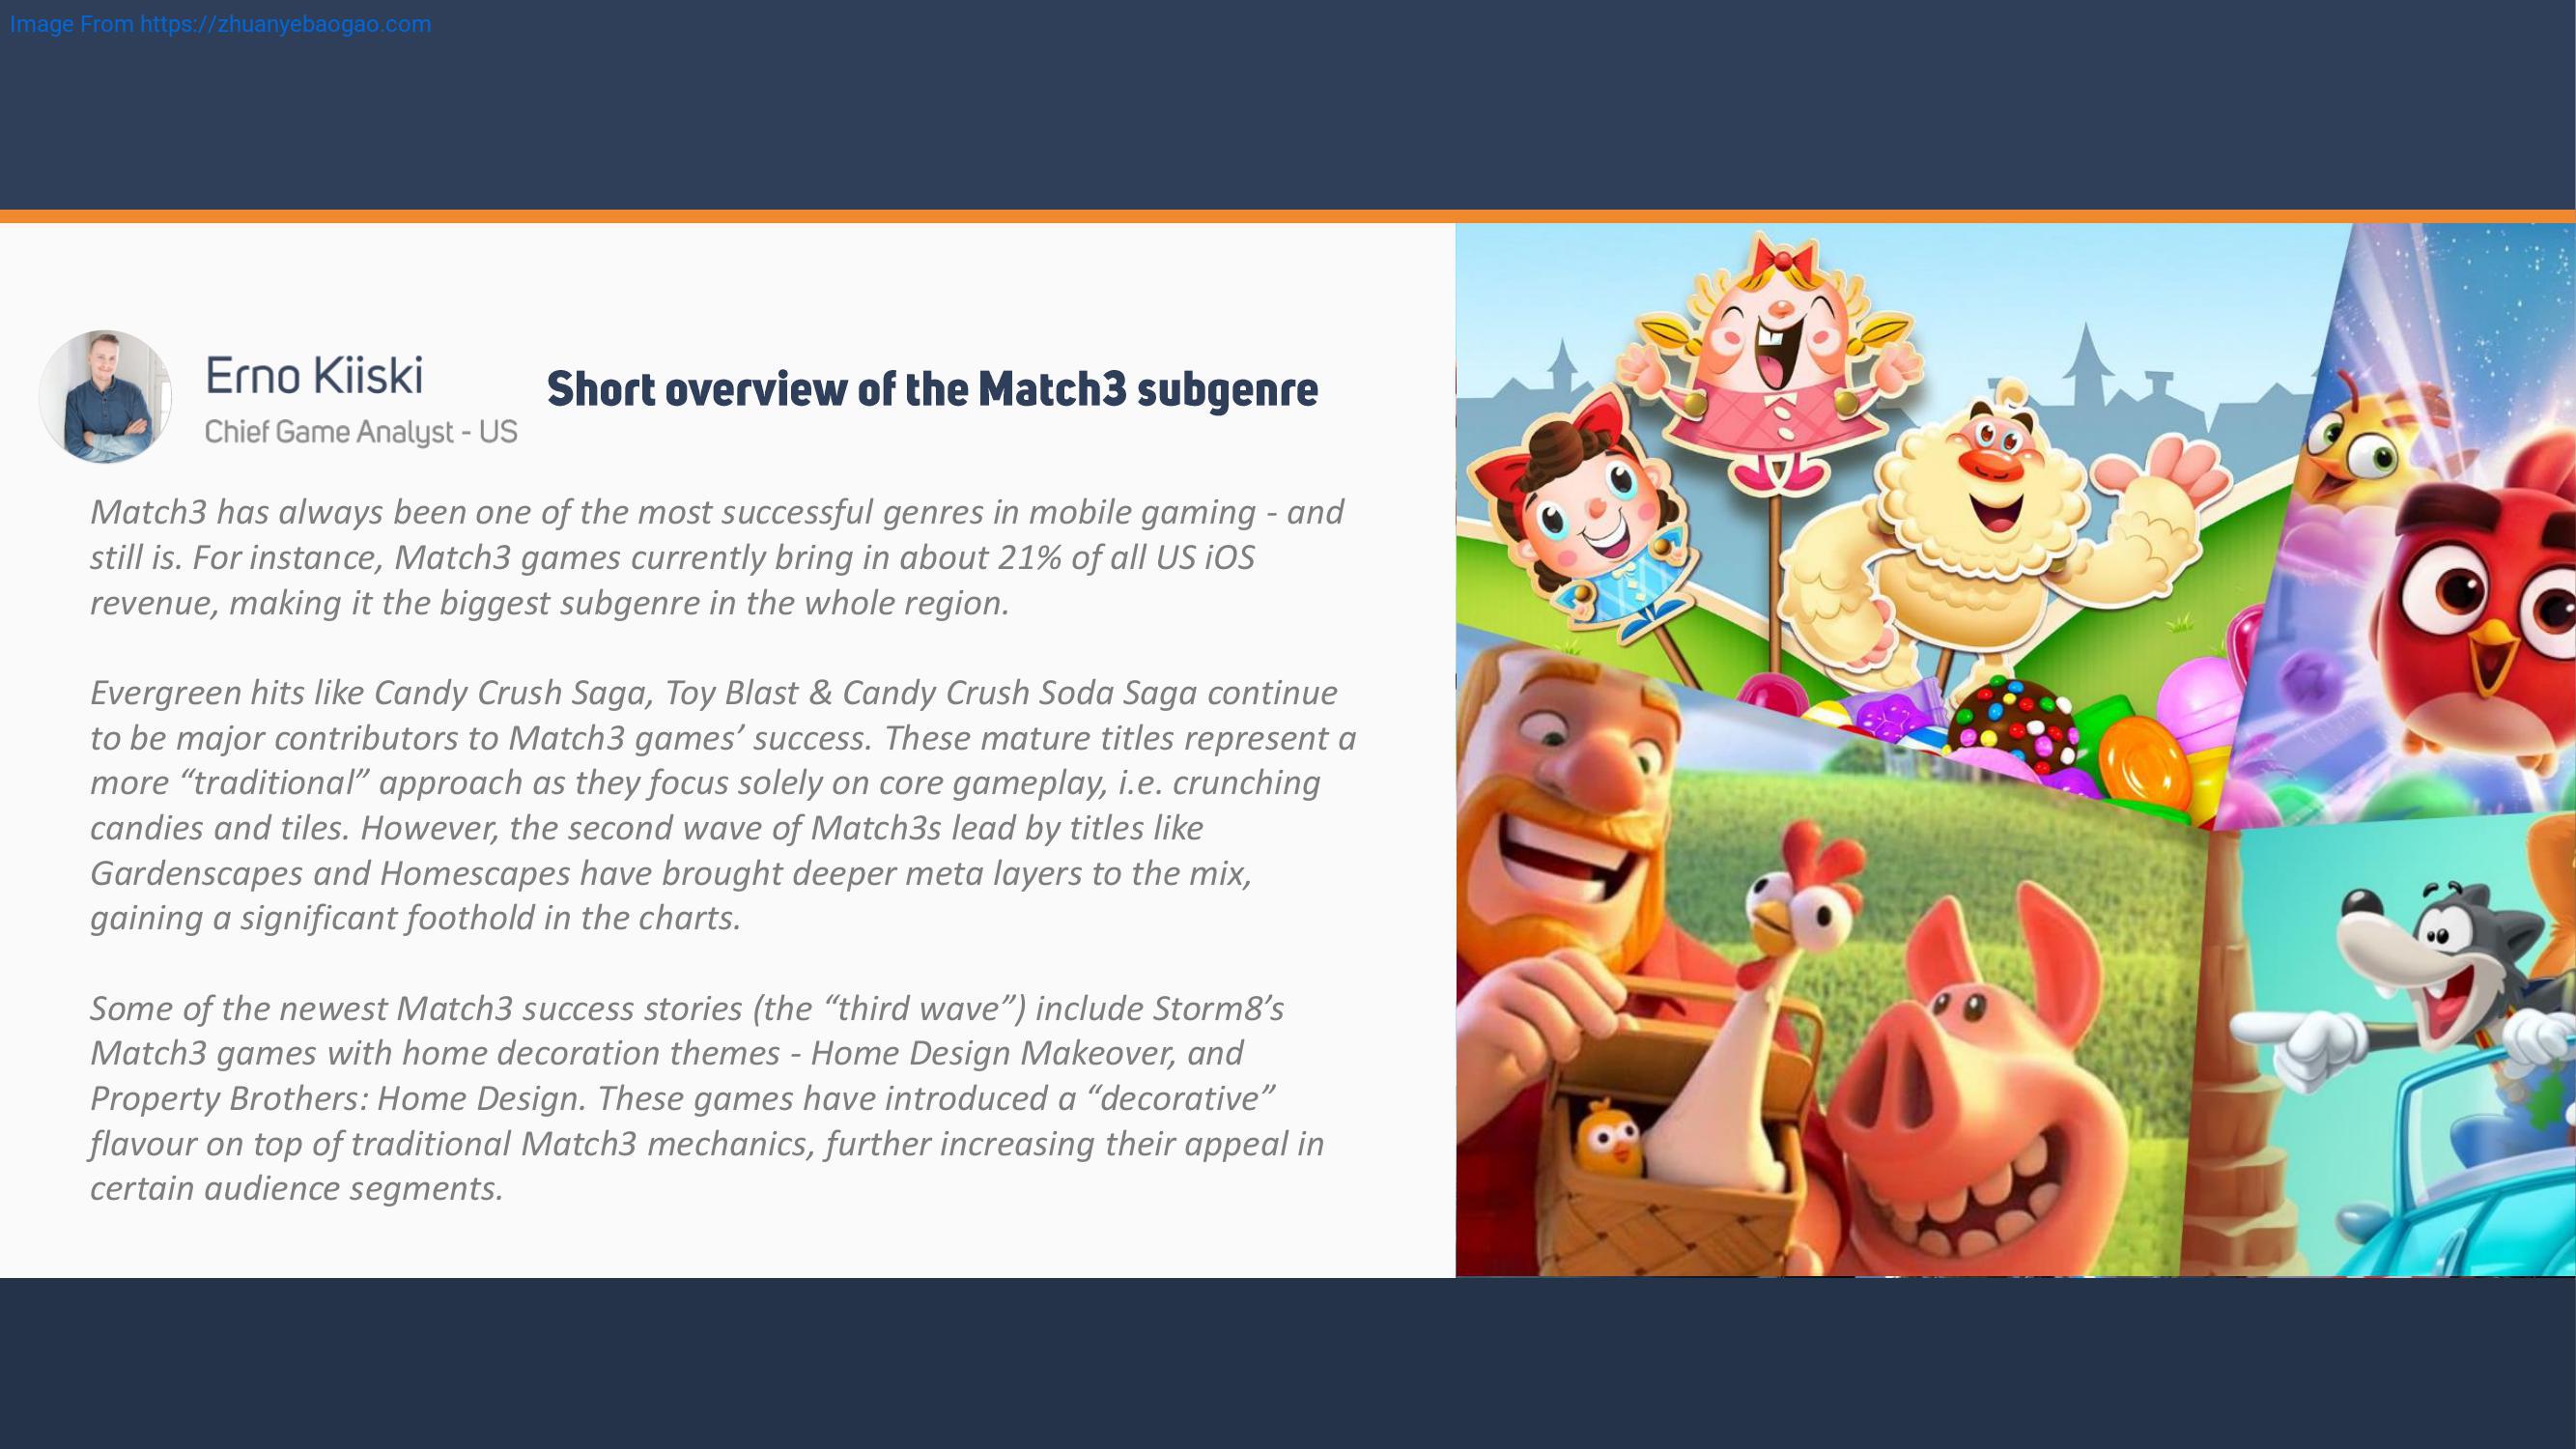 Image From https://zhuanyebaogao.com
Erno Kiiski
Chief Game Analyst - US
Short overview of the Match3 subgenre
Match3 has always been one of the most successful genres in mobile gaming - and
still is. For instance, Match3 games currently bring in about 21% of all US iOS
revenue, making it the biggest subgenre in the whole region.
Evergreen hits like Candy Crush Saga, Toy Blast & Candy Crush Soda Saga continue
to be major contributors to Match3 games’ success. These mature titles represent a
more “traditional” approach as they focus solely on core gameplay, i.e. crunching
candies and tiles. However, the second wave of Match3s lead by titles like
Gardenscapes and Homescapes have brought deeper meta layers to the mix,
gaining a significant foothold in the charts.
Some of the newest Match3 success stories (the “third wave”) include Storm8’s
Match3 games with home decoration themes - Home Design Makeover, and
Property Brothers: Home Design. These games have introduced a “decorative”
flavour on top of traditional Match3 mechanics, further increasing their appeal in
certain audience segments.